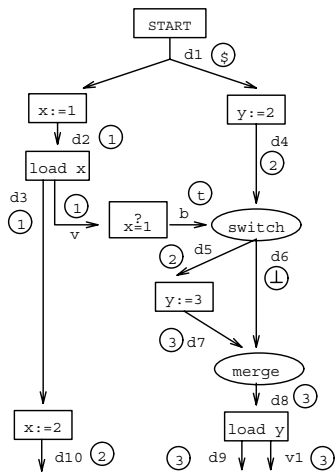 START
d1 $
x:=1
y:=2
d2 1
d4
2
load x
d3
1
1
v
?
x=1
b
t
switch
2
d5
d6
⊥
y:=3
3 d7
merge
d8 3
x:=2
load y
d10 2
3 d9
v1 3